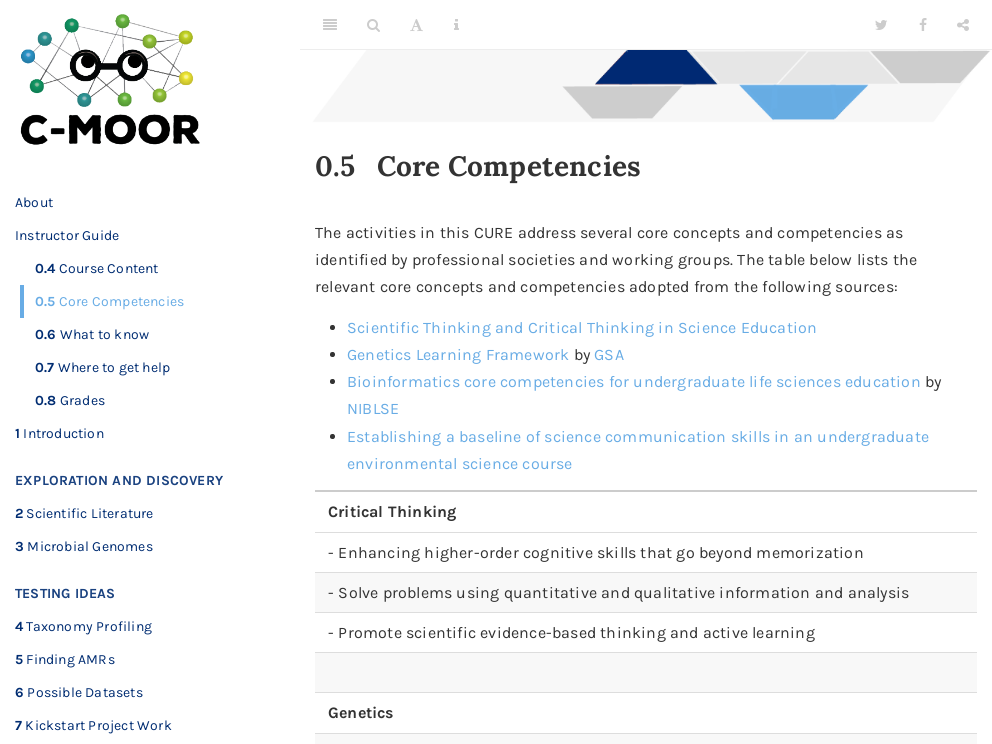 C-MOOR
About
Instructor Guide
0.4 Course Content
0.5 Core Competencies
0.6 What to know
0.7 Where to get help
0.8 Grades
1 Introduction
EXPLORATION AND DISCOVERY
2 Scientific Literature
3 Microbial Genomes
TESTING IDEAS
4 Taxonomy Profiling
5 Finding AMRs
6 Possible Datasets
7 Kickstart Project Work
A
i
0.5 Core Competencies
The activities in this CURE address several core concepts and competencies as
identified by professional societies and working groups. The table below lists the
relevant core concepts and competencies adopted from the following sources:
• Scientific Thinking and Critical Thinking in Science Education
• Genetics Learning Framework by GSA
• Bioinformatics core competencies for undergraduate life sciences education by
NIBLSE
• Establishing a baseline of science communication skills in an undergraduate
environmental science course
Critical Thinking
- Enhancing higher-order cognitive skills that go beyond memorization
- Solve problems using quantitative and qualitative information and analysis
- Promote scientific evidence-based thinking and active learning
Genetics